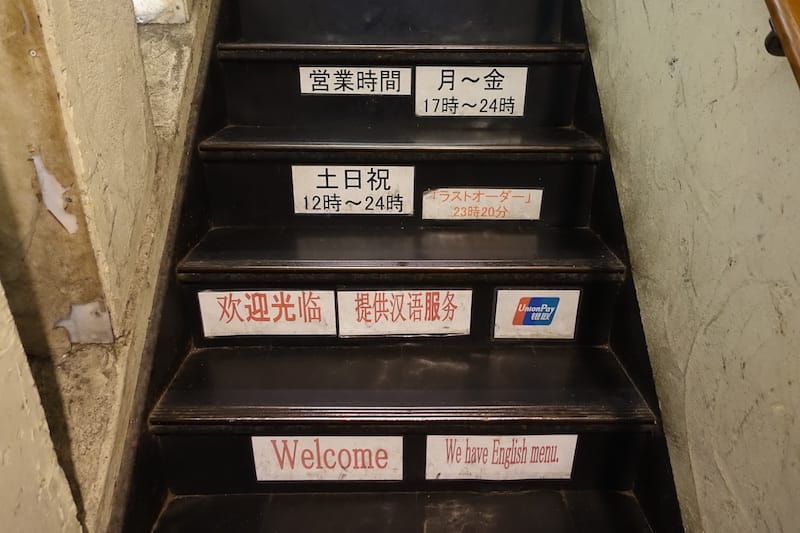 営業時間
月～金
17時～24時
土日祝
12時～24時
「ラストオーダー」
23時20分
欢迎光临
提供汉语服务
UnionPay
银联
Welcome
We have English menu.